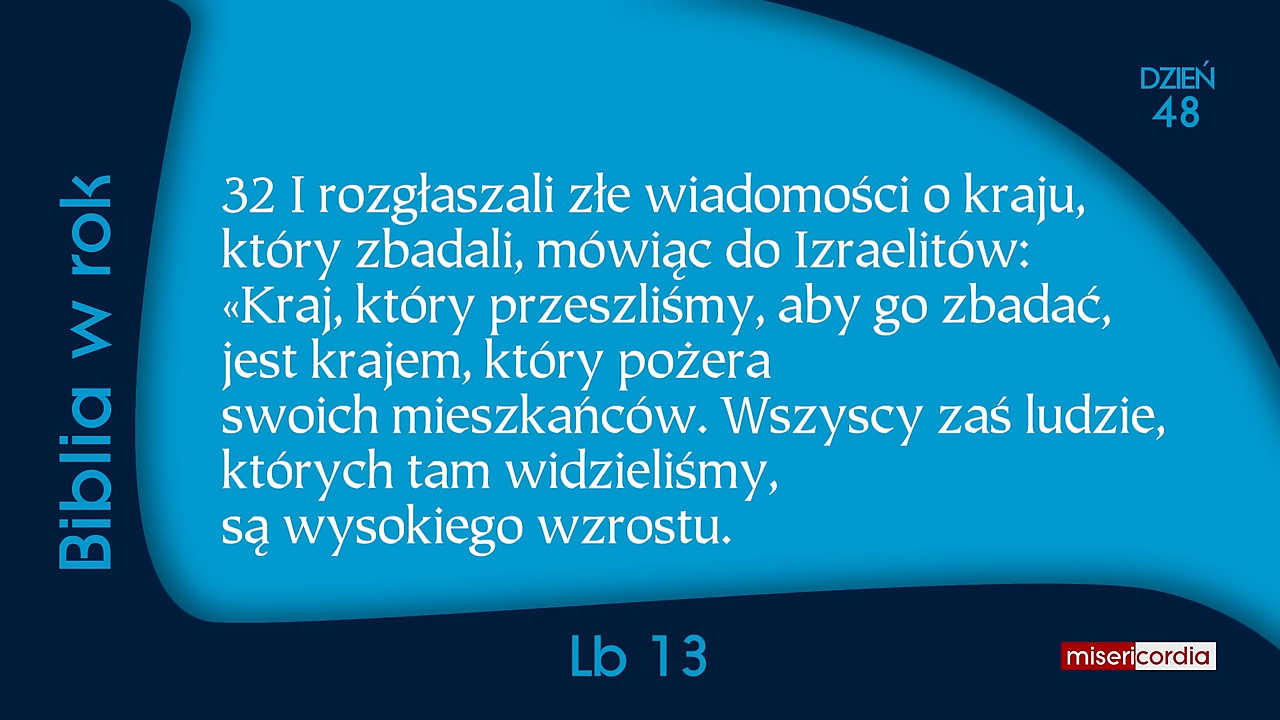 DZIEŃ
48
Biblia w rok
32 I rozgłaszali złe wiadomości o kraju,
który zbadali, mówiąc do Izraelitów:
«Kraj, który przeszliśmy, aby go zbadać,
jest krajem, który pożera
swoich mieszkańców. Wszyscy zaś ludzie,
których tam widzieliśmy,
są wysokiego wzrostu.
Lb 13
misericordia